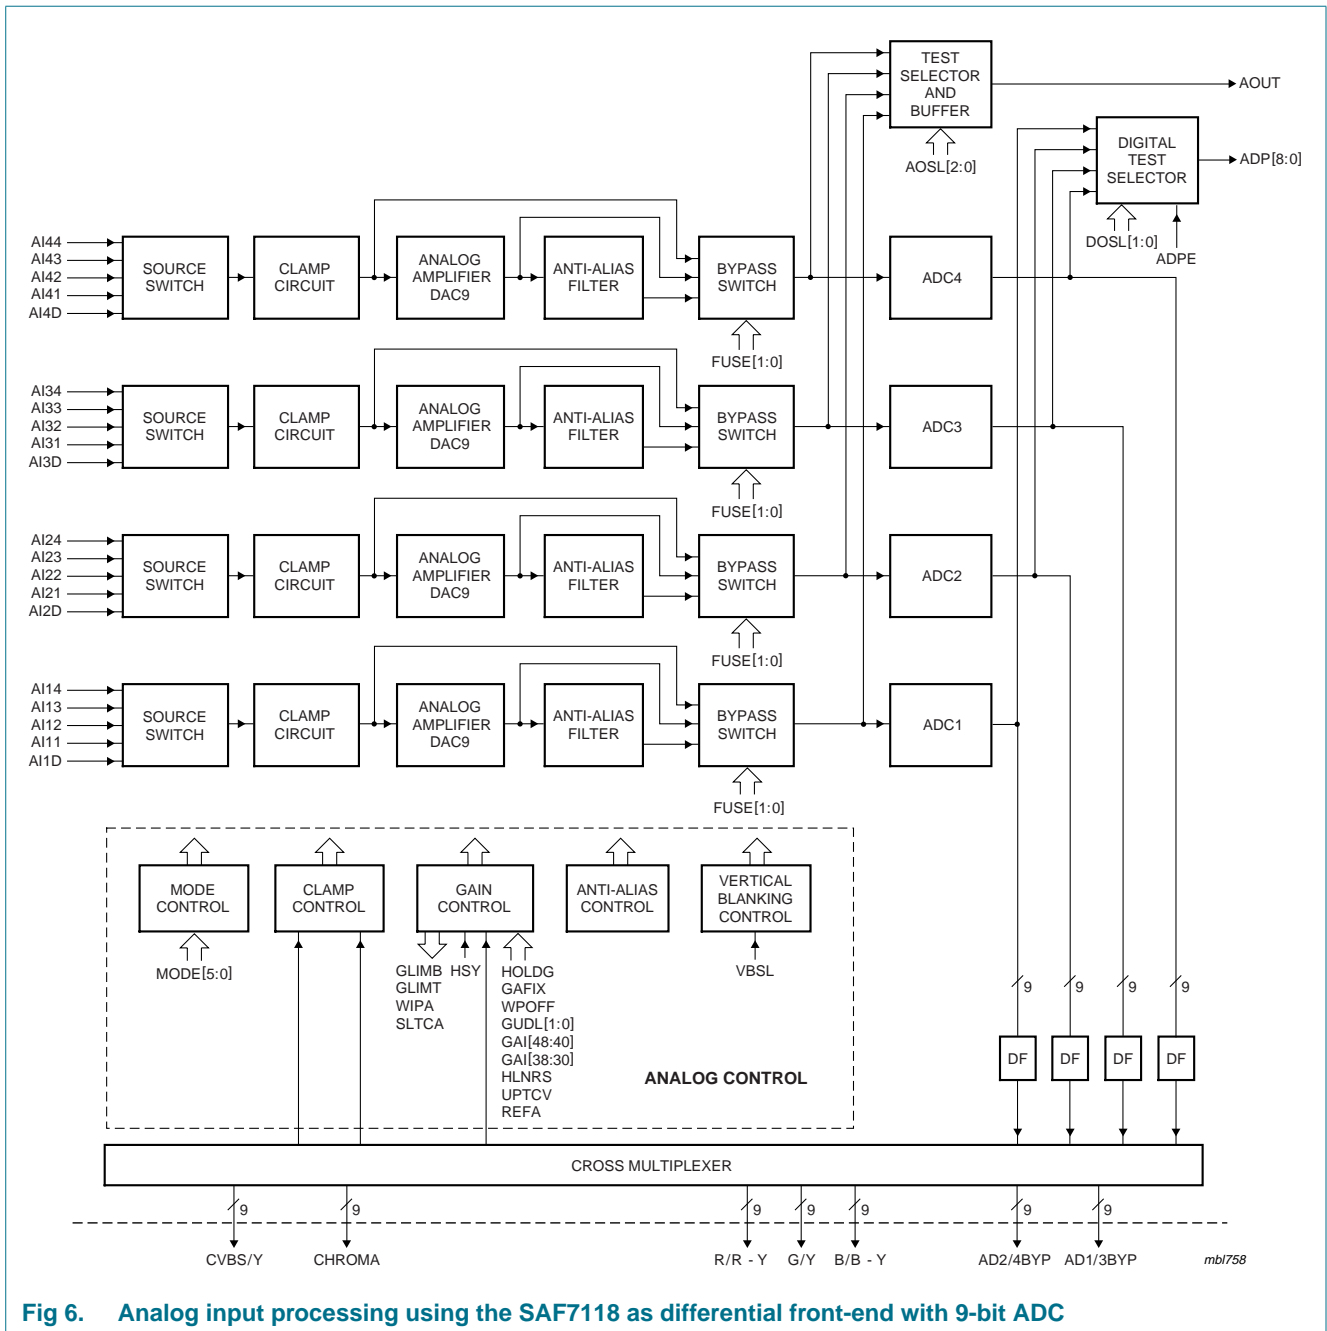 TEST
SELECTOR
AND
BUFFER
AOUT
AOSL[2:0]
DIGITAL
TEST
SELECTOR
ADP[8:0]
DOSL[1:0]
ADPE
AI44
AI43
AI42
AI41
AI4D
SOURCE
SWITCH
CLAMP
CIRCUIT
ANALOG
AMPLIFIER
DAC9
ANTI-ALIAS
FILTER
BYPASS
SWITCH
ADC4
FUSE[1:0]
AI34
AI33
AI32
AI31
AI3D
SOURCE
SWITCH
CLAMP
CIRCUIT
ANALOG
AMPLIFIER
DAC9
ANTI-ALIAS
FILTER
BYPASS
SWITCH
ADC3
FUSE[1:0]
AI24
AI23
AI22
AI21
AI2D
SOURCE
SWITCH
CLAMP
CIRCUIT
ANALOG
AMPLIFIER
DAC9
ANTI-ALIAS
FILTER
BYPASS
SWITCH
ADC2
FUSE[1:0]
AI14
AI13
AI12
AI11
AI1D
SOURCE
SWITCH
CLAMP
CIRCUIT
ANALOG
AMPLIFIER
DAC9
ANTI-ALIAS
FILTER
BYPASS
SWITCH
ADC1
FUSE[1:0]
MODE
CONTROL
MODE[5:0]
CLAMP
CONTROL
GAIN
CONTROL
GLIMB
GLIMT
WIPA
SLTCA
HSY
HOLDG
GAFIX
WPOFF
GUDL[1:0]
GAI[48:40]
GAI[38:30]
HLNRS
UPTCV
REFA
ANTI-ALIAS
CONTROL
VERTICAL
BLANKING
CONTROL
VBSL
ANALOG CONTROL
9
9
9
9
DF
DF
DF
DF
CROSS MULTIPLEXER
9
9
9
9
9
9
9
CVBS/Y
CHROMA
R/R - Y
G/Y
B/B - Y
AD2/4BYP
AD1/3BYP
mbl758
Fig 6. Analog input processing using the SAF7118 as differential front-end with 9-bit ADC